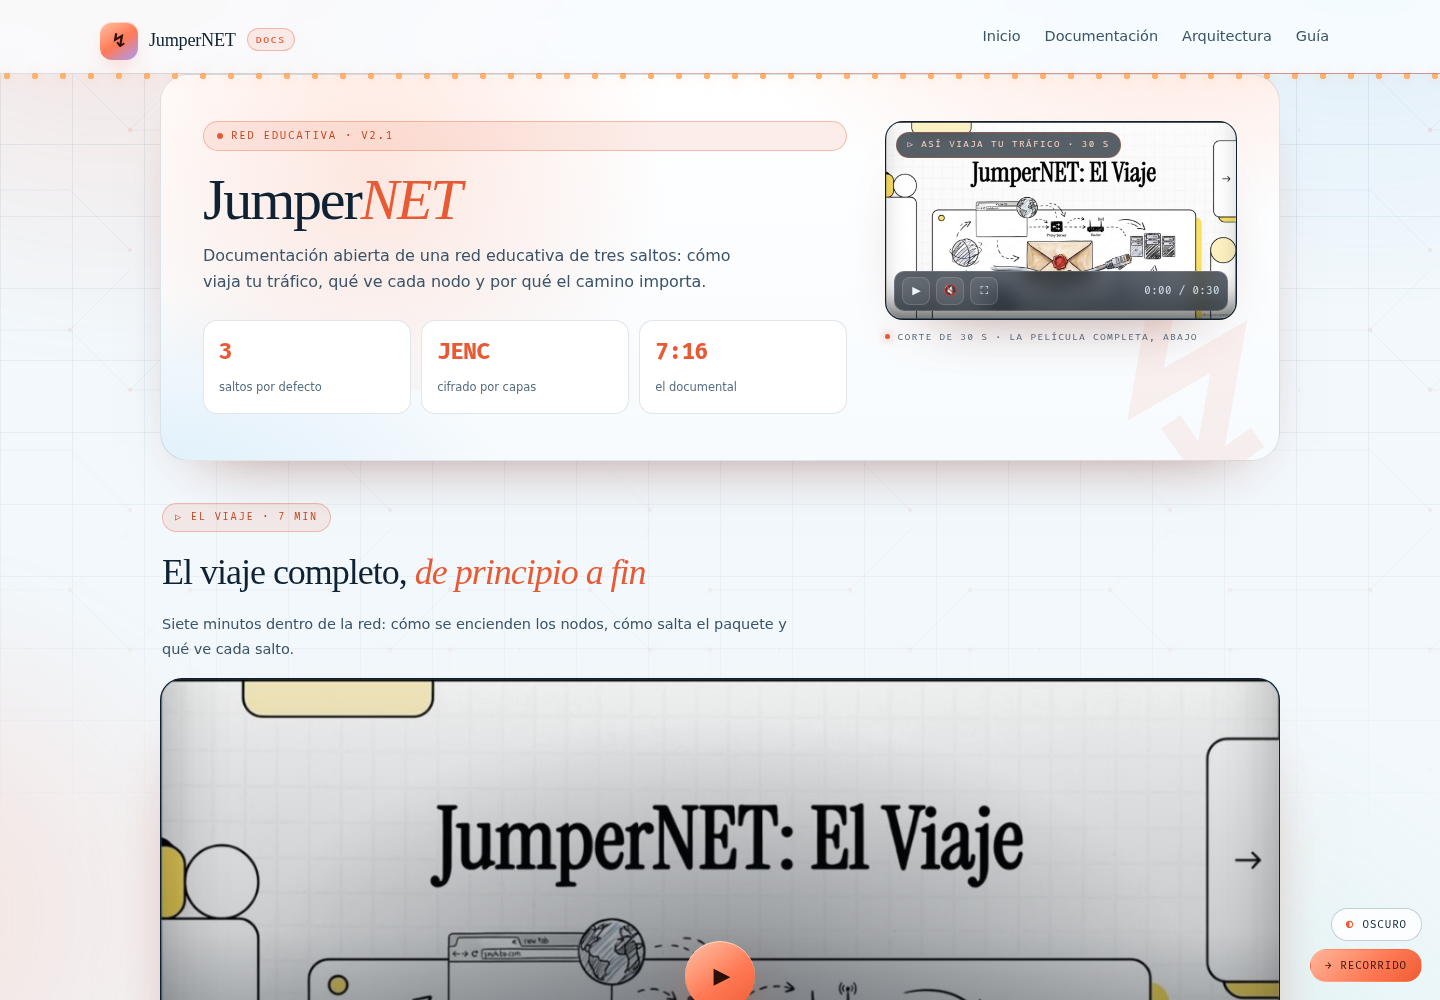 JumperNET DOCS
Inicio Documentación Arquitectura Guía
RED EDUCATIVA · V2.1
JumperNET
Documentación abierta de una red educativa de tres saltos: cómo
viaja tu tráfico, qué ve cada nodo y por qué el camino importa.
3
saltos por defecto
JENC
cifrado por capas
7:16
el documental
▷ ASÍ VIAJA TU TRÁFICO · 30 S
JumperNET: El Viaje
Proxy Server
0:00 / 0:30
CORTE DE 30 S · LA PELÍCULA COMPLETA, ABAJO
▷ EL VIAJE · 7 MIN
El viaje completo, de principio a fin
Siete minutos dentro de la red: cómo se encienden los nodos, cómo salta el paquete y
qué ve cada salto.
JumperNET: El Viaje
new tab
OSCURO
→ RECORRIDO